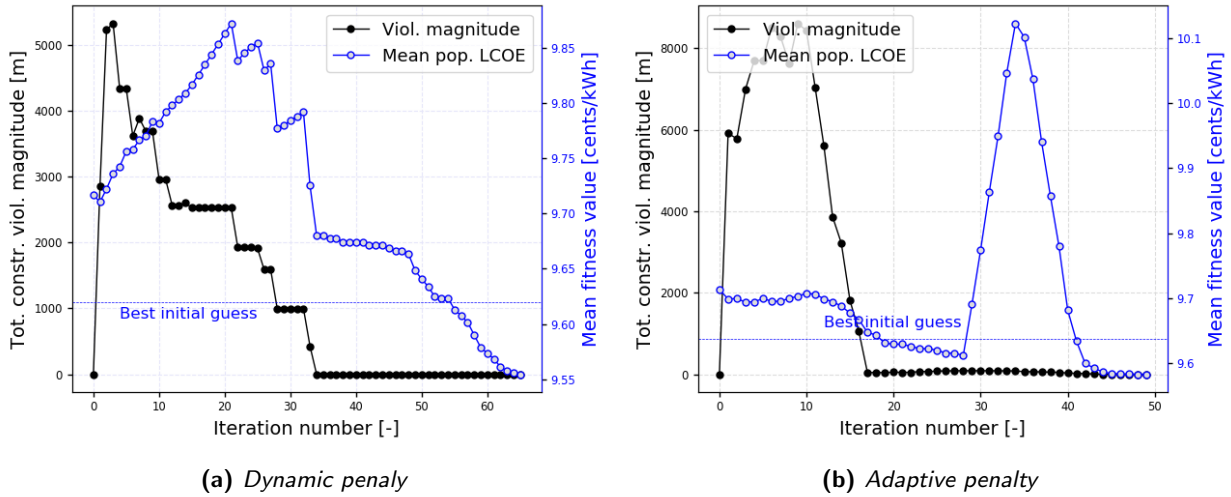 Viol. magnitude
Mean pop. LCOE
Tot. constr. viol. magnitude [m]
5000
4000
3000
2000
1000
0
Best initial guess
9.85
9.80
9.75
9.70
9.65
9.60
9.55
Mean fitness value [cents/kWh]
0 10 20 30 40 50 60
Iteration number [-]
(a) Dynamic penaly
Viol. magnitude
Mean pop. LCOE
Tot. constr. viol. magnitude [m]
8000
6000
4000
2000
0
Best initial guess
10.1
10.0
9.9
9.8
9.7
9.6
Mean fitness value [cents/kWh]
0 10 20 30 40 50
Iteration number [-]
(b) Adaptive penalty